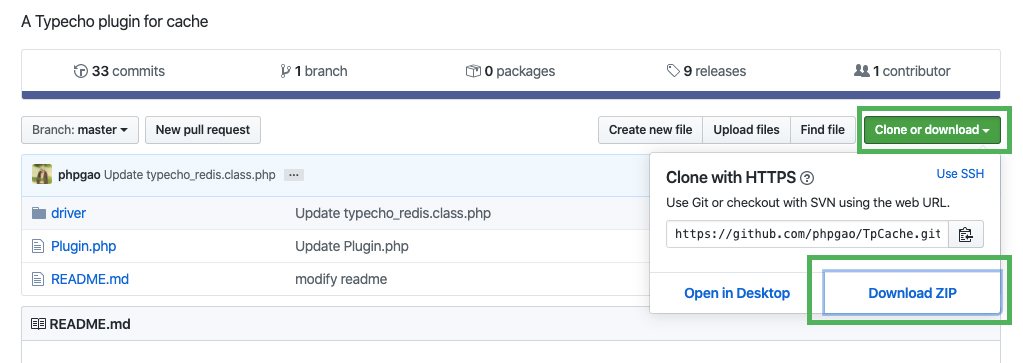 A Typecho plugin for cache
33 commits
1 branch
0 packages
9 releases
1 contributor
Branch: master
New pull request
Create new file
Upload files
Find file
Clone or download
phpgao Update typecho_redis.class.php ...
driver
Update typecho_redis.class.php
Plugin.php
Update Plugin.php
README.md
modify readme
README.md
Clone with HTTPS
Use SSH
Use Git or checkout with SVN using the web URL.
https://github.com/phpgao/TpCache.git
Open in Desktop
Download ZIP